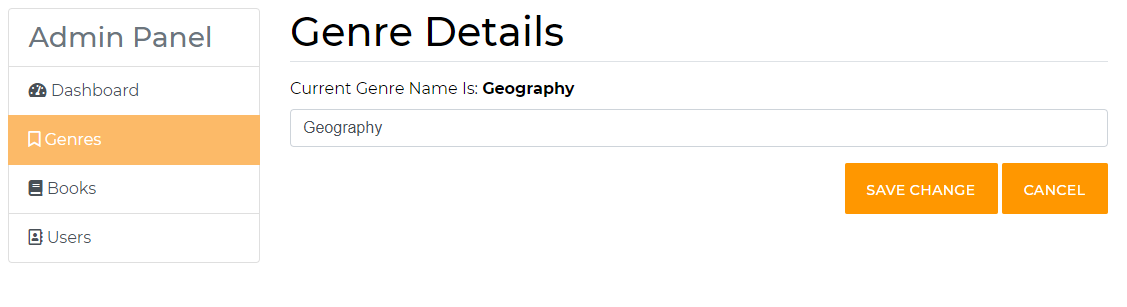 Admin Panel
Dashboard
Genres
Books
Users
Genre Details
Current Genre Name Is: Geography
Geography
SAVE CHANGE
CANCEL